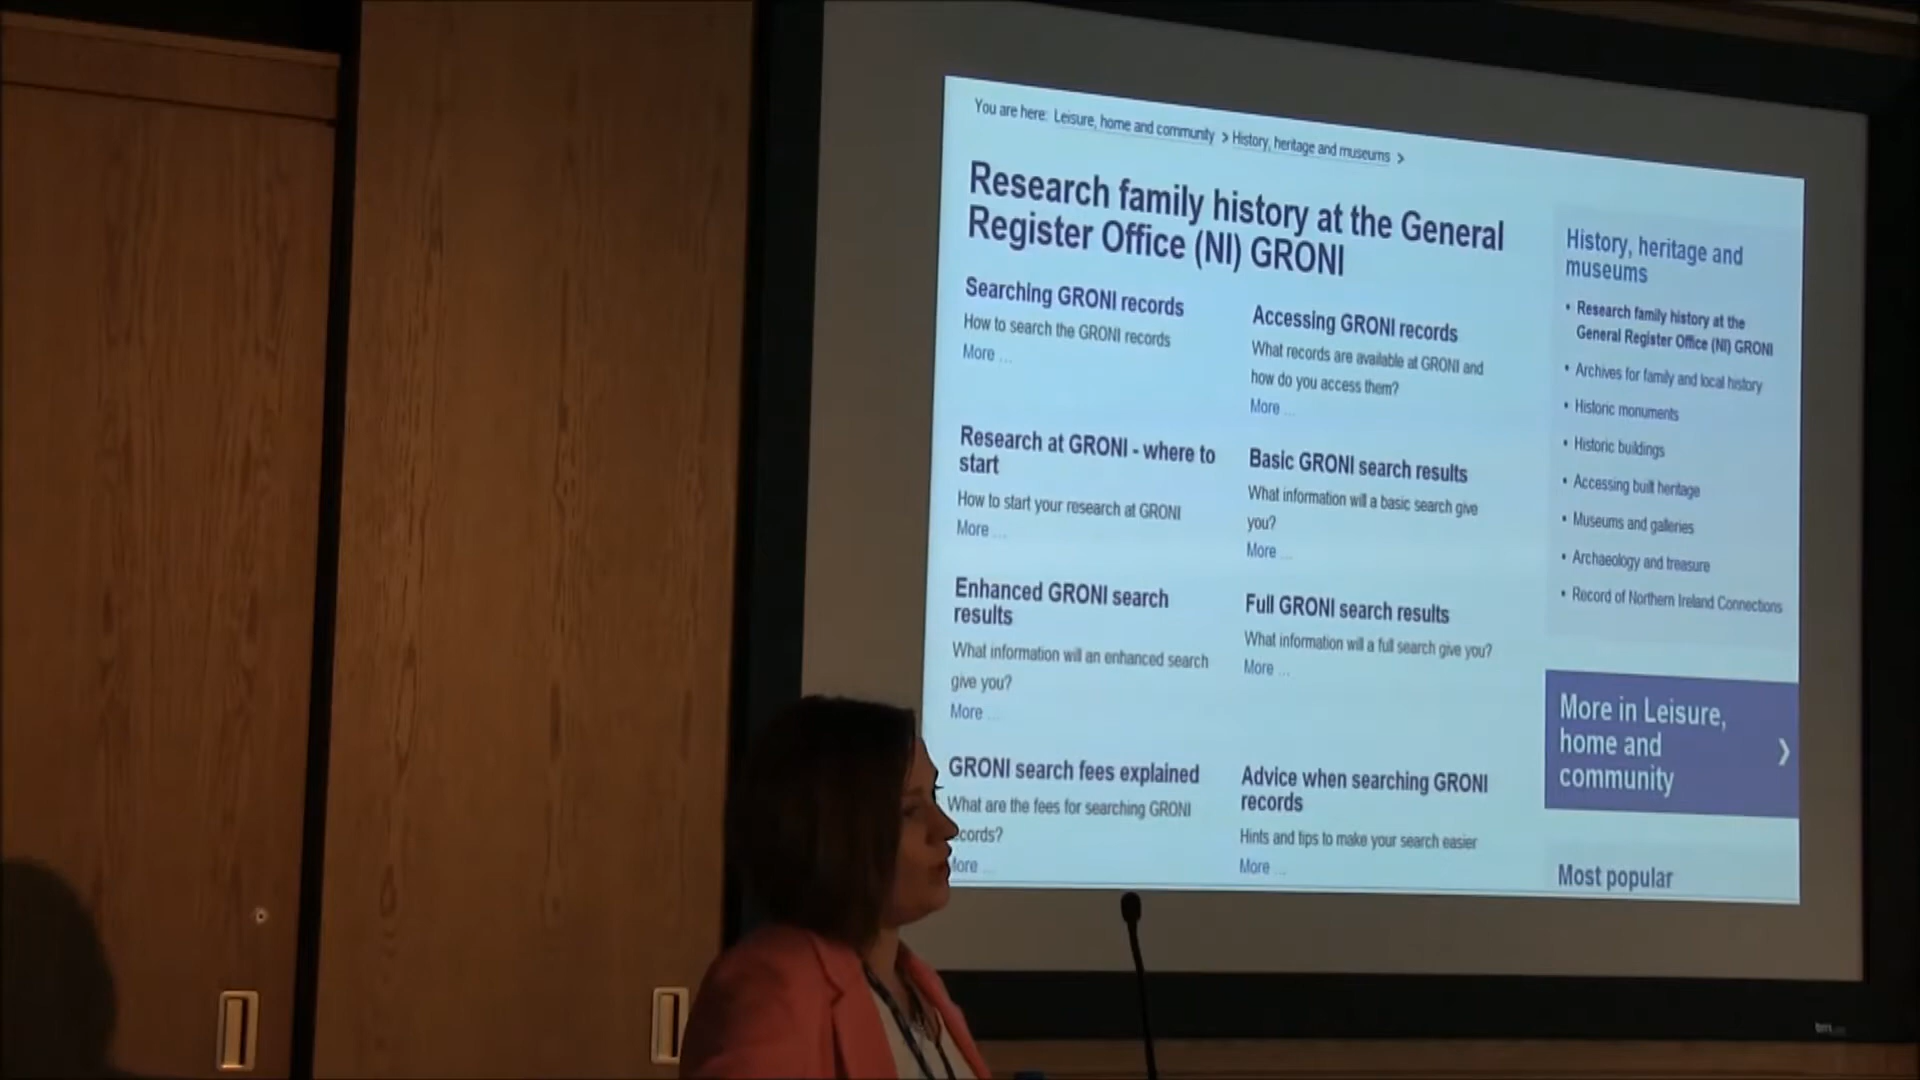 You are here: Leisure, home and community > History, heritage and museums >
Research family history at the General
Register Office (NI) GRONI
Searching GRONI records
How to search the GRONI records
More ...
Accessing GRONI records
What records are available at GRONI and
how do you access them?
More ...
Research at GRONI - where to
start
How to start your research at GRONI
More ...
Basic GRONI search results
What information will a basic search give
you?
More ...
Enhanced GRONI search
results
What information will an enhanced search
give you?
More ...
Full GRONI search results
What information will a full search give you?
More ...
GRONI search fees explained
What are the fees for searching GRONI
ecords?
More ...
Advice when searching GRONI
records
Hints and tips to make your search easier
More ...
History, heritage and
museums
• Research family history at the
General Register Office (NI) GRONI
• Archives for family and local history
• Historic monuments
• Historic buildings
• Accessing built heritage
• Museums and galleries
• Archaeology and treasure
• Record of Northern Ireland Connections
More in Leisure,
home and
community
Most popular